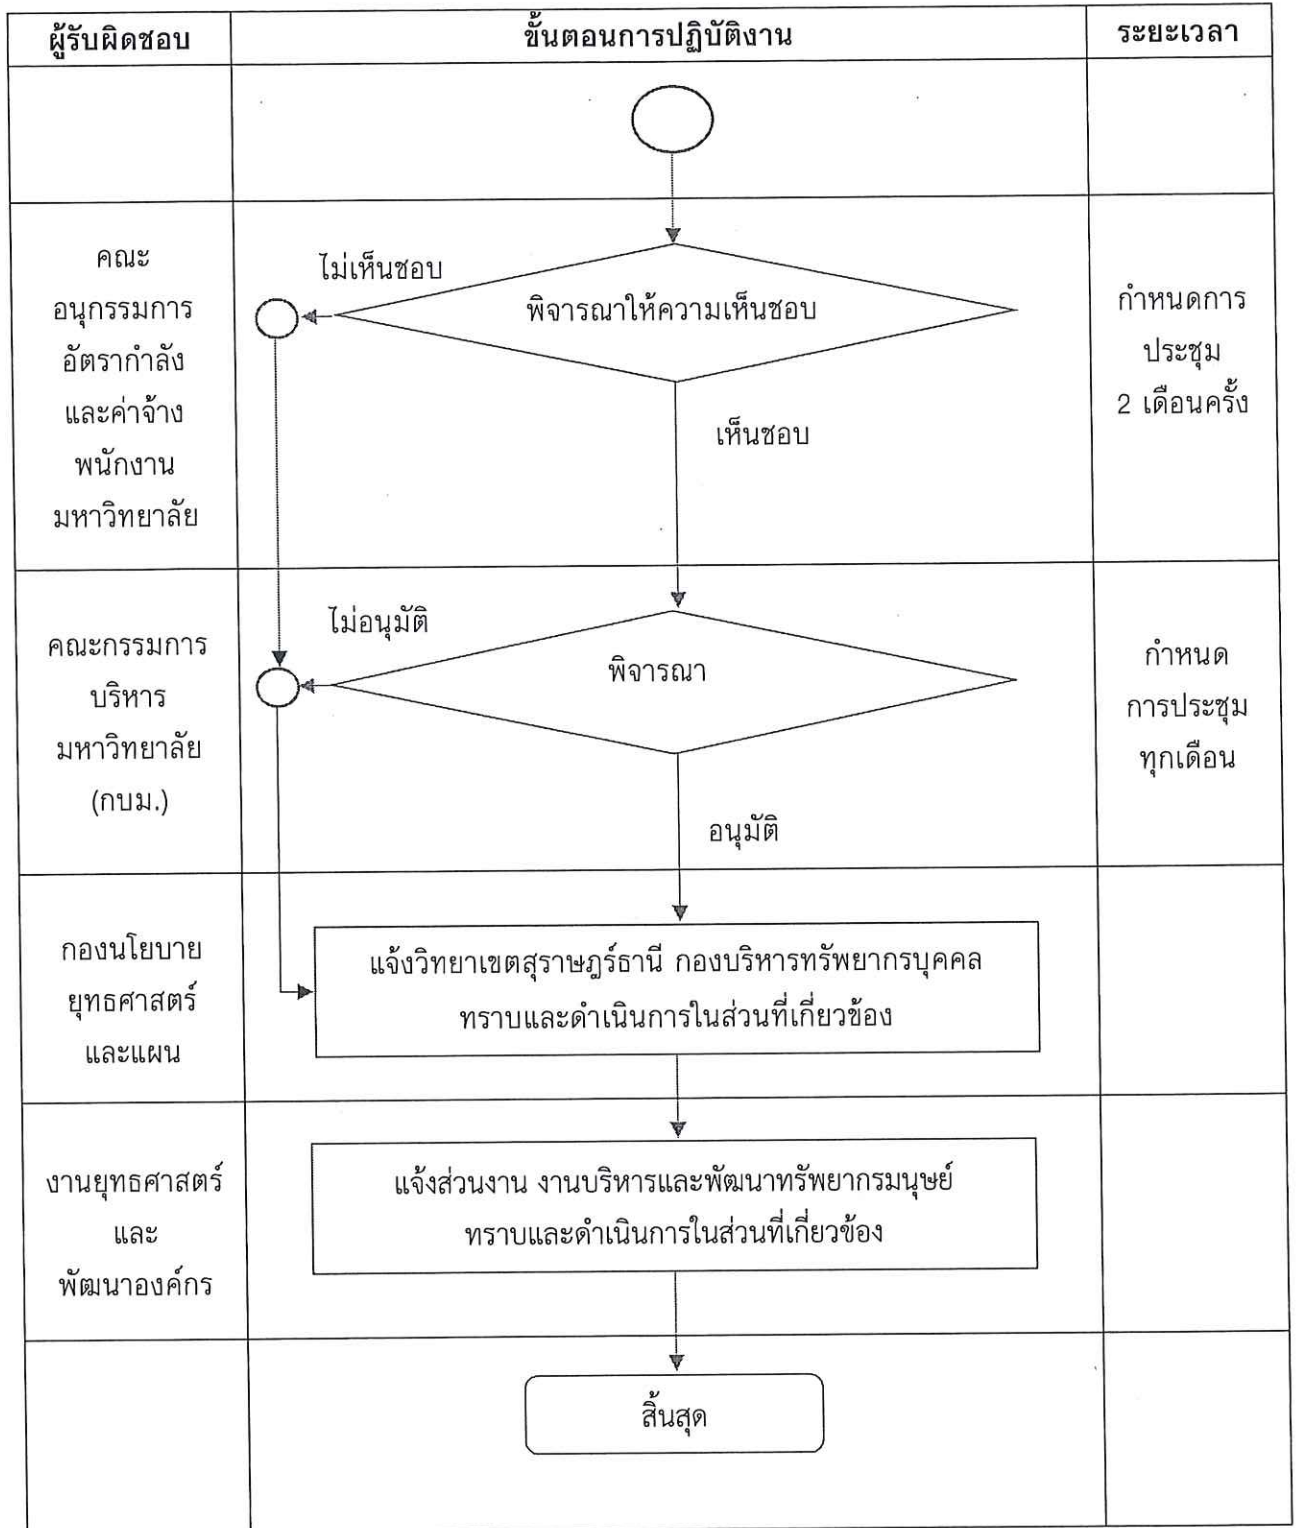 ผู้รับผิดชอบ
ขั้นตอนการปฏิบัติงาน
ระยะเวลา
คณะ
อนุกรรมการ
อัตรากำลัง
และค่าจ้าง
พนักงาน
มหาวิทยาลัย
ไม่เห็นชอบ
พิจารณาให้ความเห็นชอบ
เห็นชอบ
กำหนดการ
ประชุม
2 เดือนครั้ง
คณะกรรมการ
บริหาร
มหาวิทยาลัย
(กบม.)
ไม่อนุมัติ
พิจารณา
อนุมัติ
กำหนด
การประชุม
ทุกเดือน
กองนโยบาย
ยุทธศาสตร์
และแผน
แจ้งวิทยาเขตสุราษฎร์ธานี กองบริหารทรัพยากรบุคคล
ทราบและดำเนินการในส่วนที่เกี่ยวข้อง
งานยุทธศาสตร์
และ
พัฒนาองค์กร
แจ้งส่วนงาน งานบริหารและพัฒนาทรัพยากรมนุษย์
ทราบและดำเนินการในส่วนที่เกี่ยวข้อง
สิ้นสุด